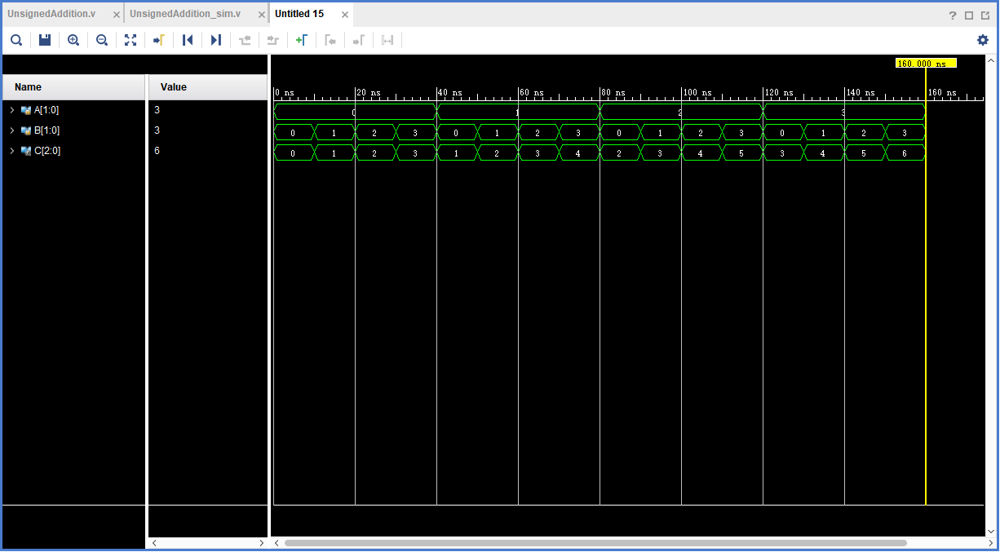 UnsignedAddition.v UnsignedAddition_sim.v Untitled 15
160.000 ns
Name Value
0 ns 20 ns 40 ns 60 ns 80 ns 100 ns 120 ns 140 ns 160 ns
A[1:0] 3 0 1 2 3
B[1:0] 3 0 1 2 3 0 1 2 3 0 1 2 3 0 1 2 3
C[2:0] 6 0 1 2 3 1 2 3 4 2 3 4 5 3 4 5 6